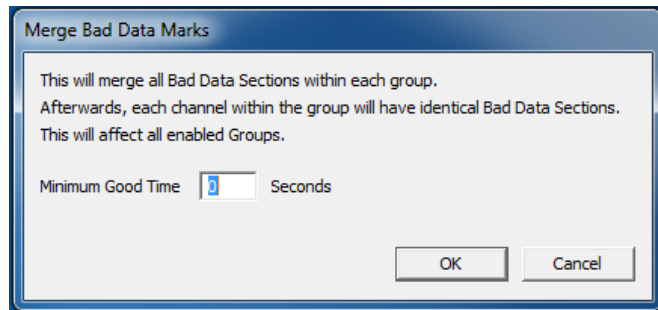 Merge Bad Data Marks
This will merge all Bad Data Sections within each group.
Afterwards, each channel within the group will have identical Bad Data Sections.
This will affect all enabled Groups.
Minimum Good Time 0 Seconds
OK Cancel